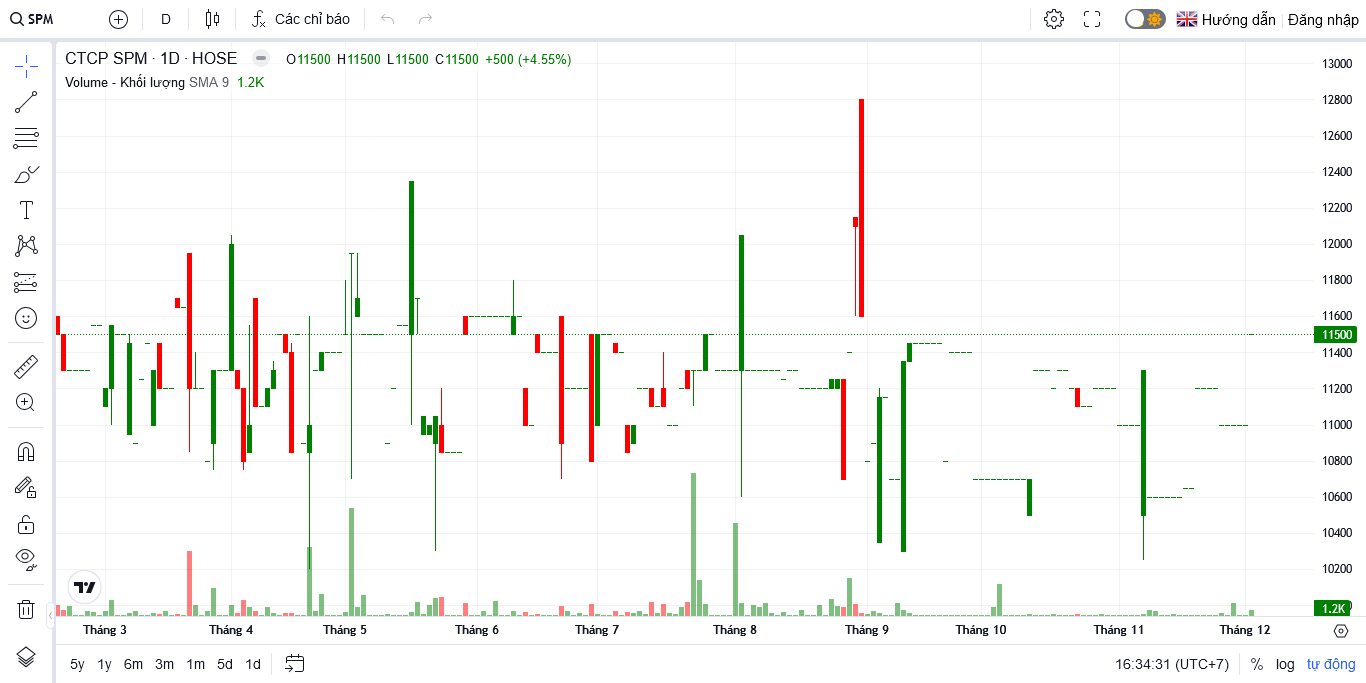 SPM D Các chỉ báo Hướng dẫn Đăng nhập
CTCP SPM · 1D · HOSE O11500 H11500 L11500 C11500 +500 (+4.55%)
Volume - Khối lượng SMA 9 1.2K
13000
12800
12600
12400
12200
12000
11800
11600
11500
11400
11200
11000
10800
10600
10400
10200
1.2K
Tháng 3 Tháng 4 Tháng 5 Tháng 6 Tháng 7 Tháng 8 Tháng 9 Tháng 10 Tháng 11 Tháng 12
5y 1y 6m 3m 1m 5d 1d 16:34:31 (UTC+7) % log tự động